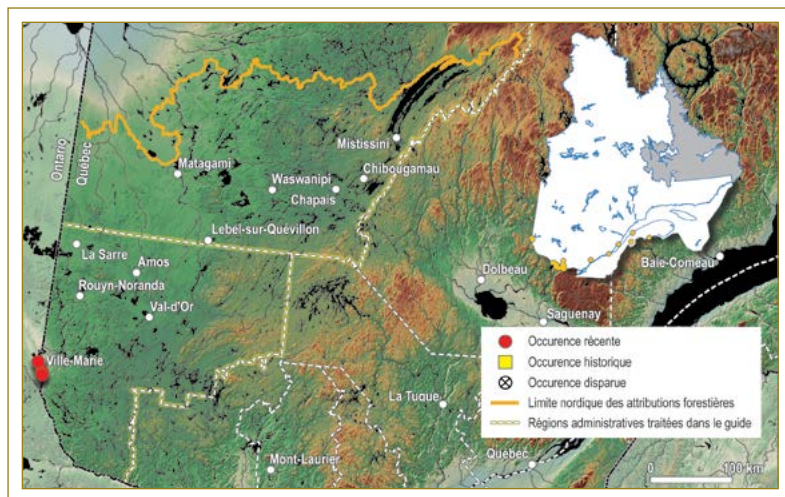 Ontario
Québec
Matagami
Mistissini
Waswanipi
Chibougamau
Chapais
Lebel-sur-Quévillon
La Sarre
Amos
Rouyn-Noranda
Val-d'Or
Dolbeau
Baie-Comeau
Saguenay
Ville-Marie
La Tuque
Mont-Laurier
Québec
Occurence récente
Occurence historique
Occurence disparue
Limite nordique des attributions forestières
Régions administratives traitées dans le guide
0 100 km